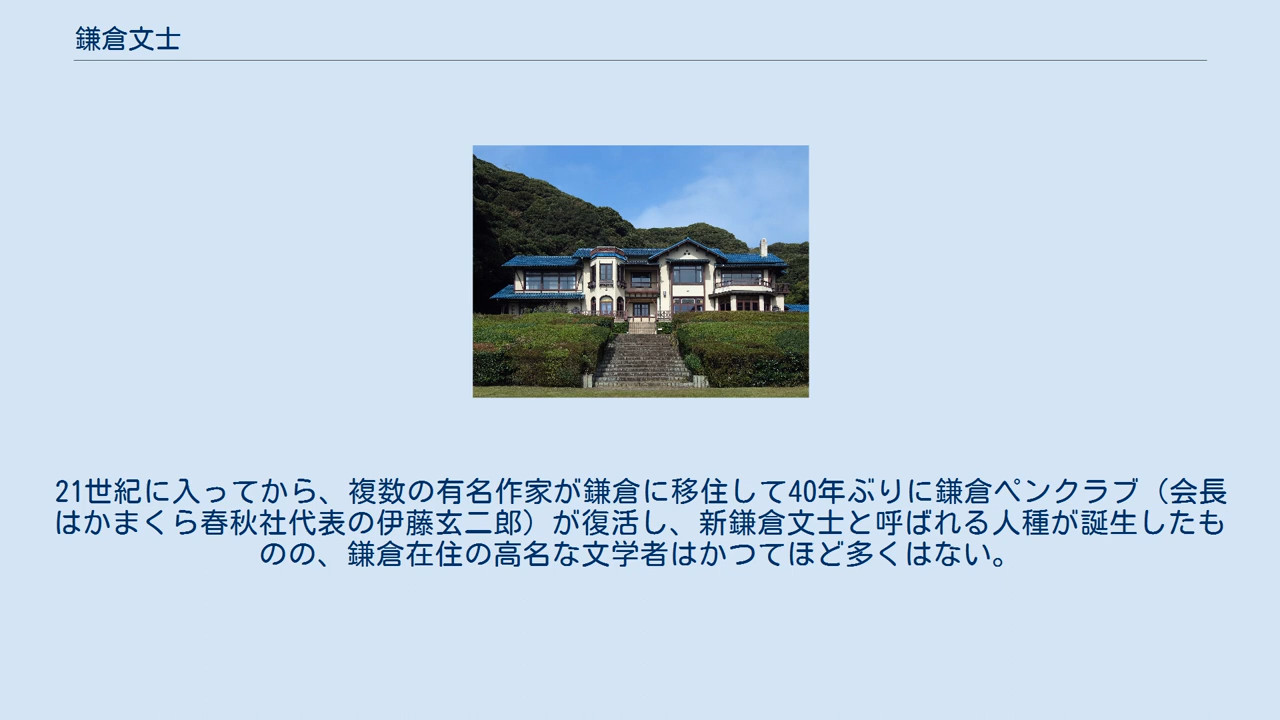 鎌倉文士
21世紀に入ってから、複数の有名作家が鎌倉に移住して40年ぶりに鎌倉ペンクラブ（会長
はかまくら春秋社代表の伊藤玄二郎）が復活し、新鎌倉文士と呼ばれる人種が誕生したも
のの、鎌倉在住の高名な文学者はかつてほど多くはない。